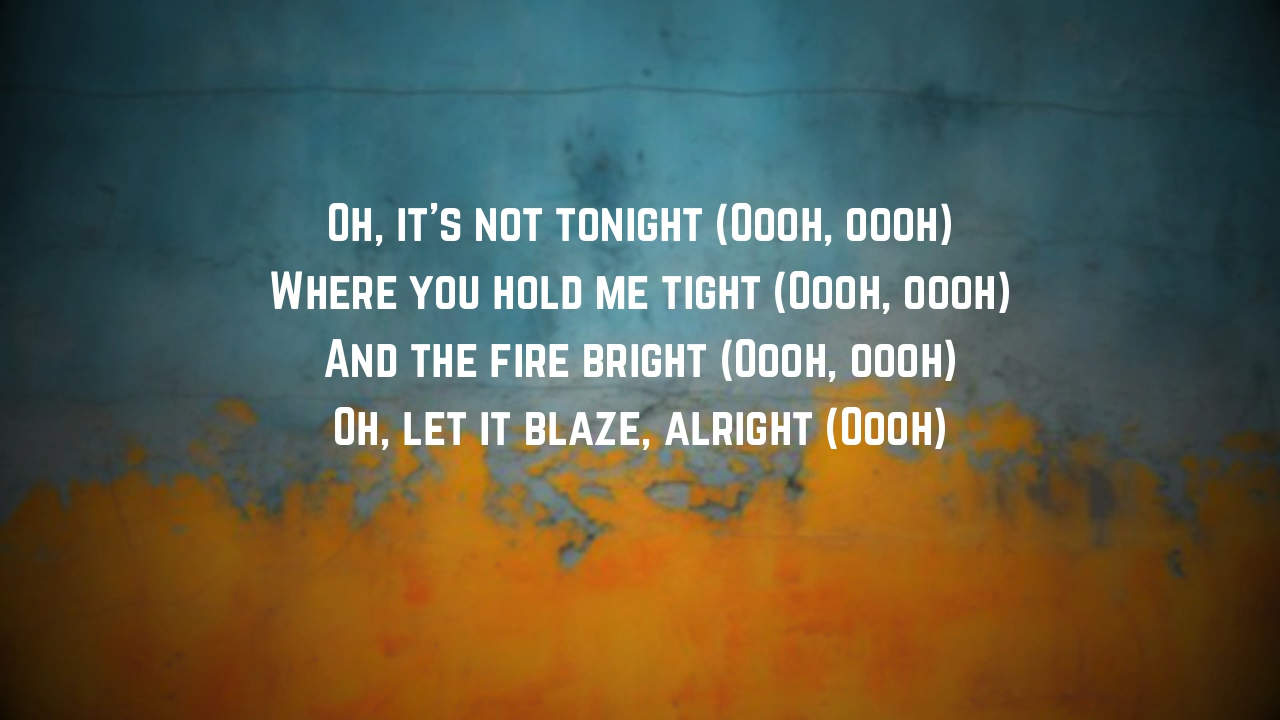 Oh, it's not tonight (Oooh, oooh)
Where you hold me tight (Oooh, oooh)
And the fire bright (Oooh, oooh)
Oh, let it blaze, alright (Oooh)